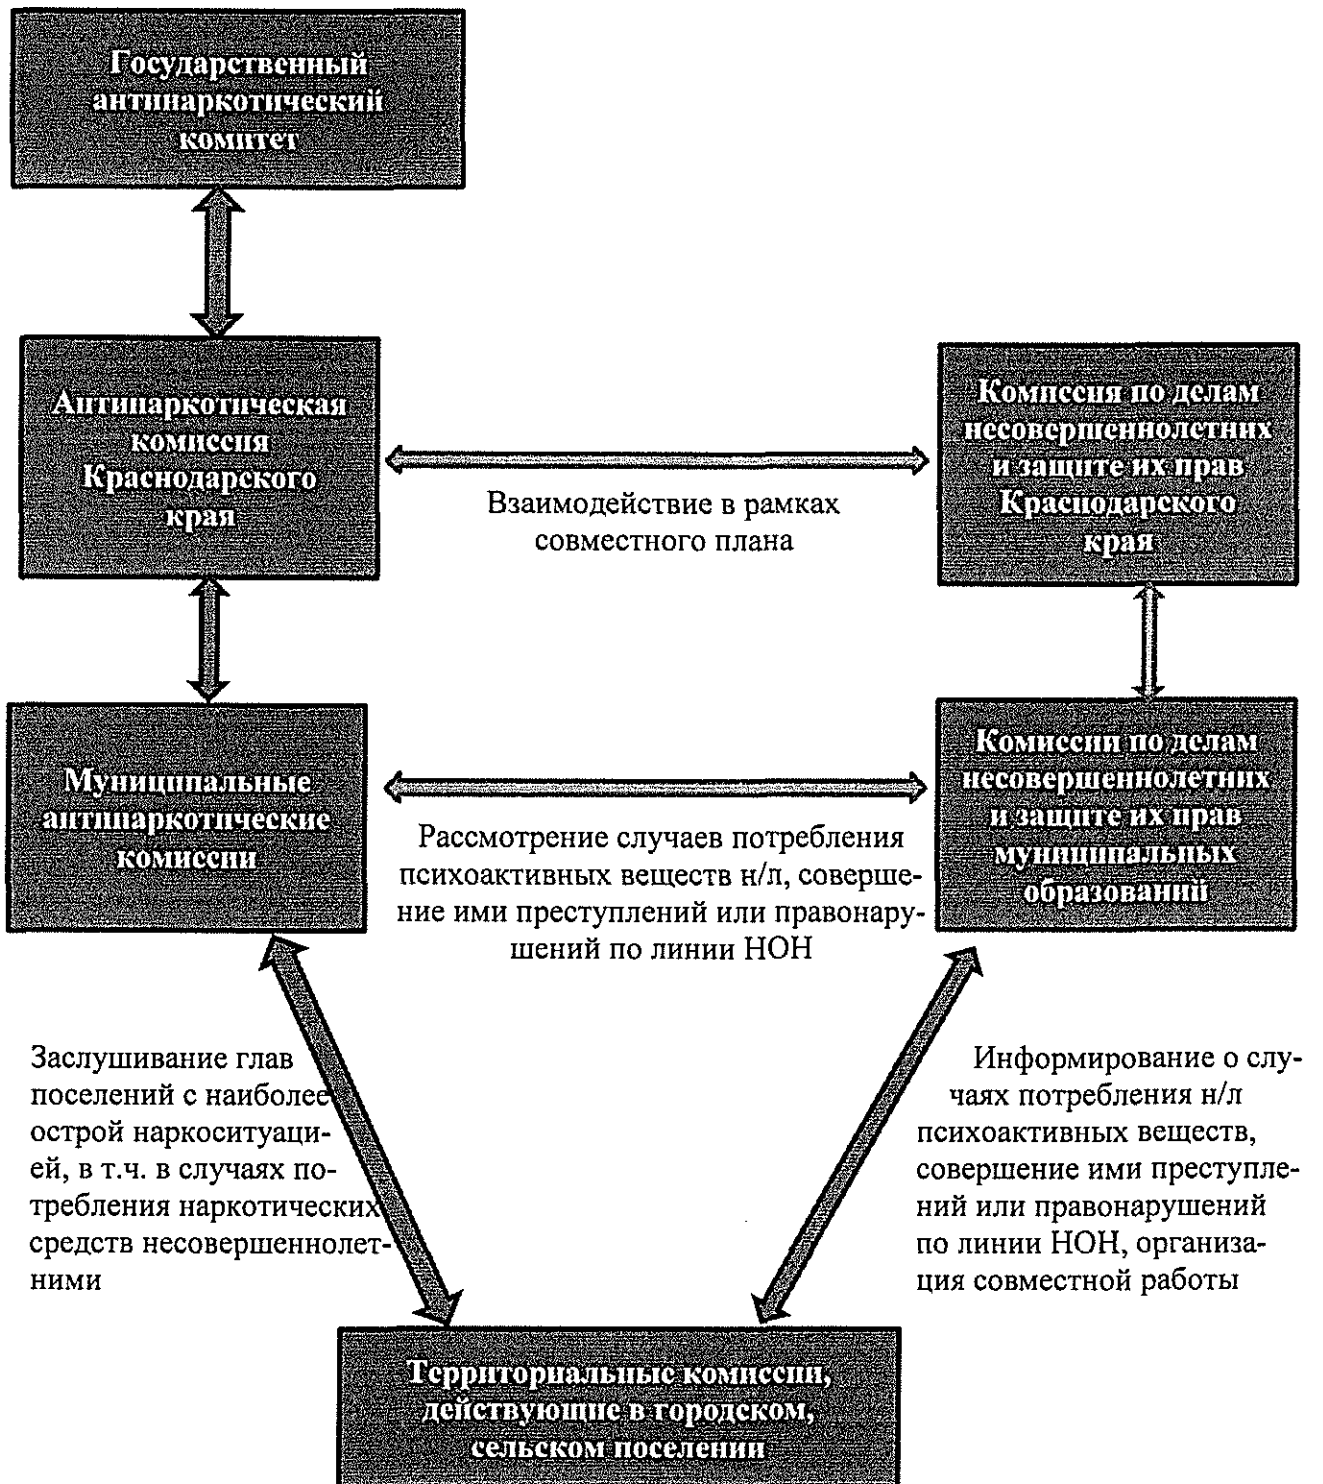 Государственный
антинаркотический
комитет
Антинаркотическая
комиссия
Краснодарского
края
Комиссия по делам
несовершеннолетних
и защите их прав
Краснодарского
края
Взаимодействие в рамках
совместного плана
Муниципальные
антинаркотические
комиссии
Комиссии по делам
несовершеннолетних
и защите их прав
муниципальных
образований
Рассмотрение случаев потребления
психоактивных веществ н/л, соверше-
ние ими преступлений или правонару-
шений по линии НОН
Заслушивание глав
поселений с наиболее
острой наркоситуаци-
ей, в т.ч. в случаях по-
требления наркотических
средств несовершеннолет-
ними
Информирование о слу-
чаях потребления н/л
психоактивных веществ,
совершение ими преступле-
ний или правонарушений
по линии НОН, организа-
ция совместной работы
Территориальные комиссии,
действующие в городском,
сельском поселении